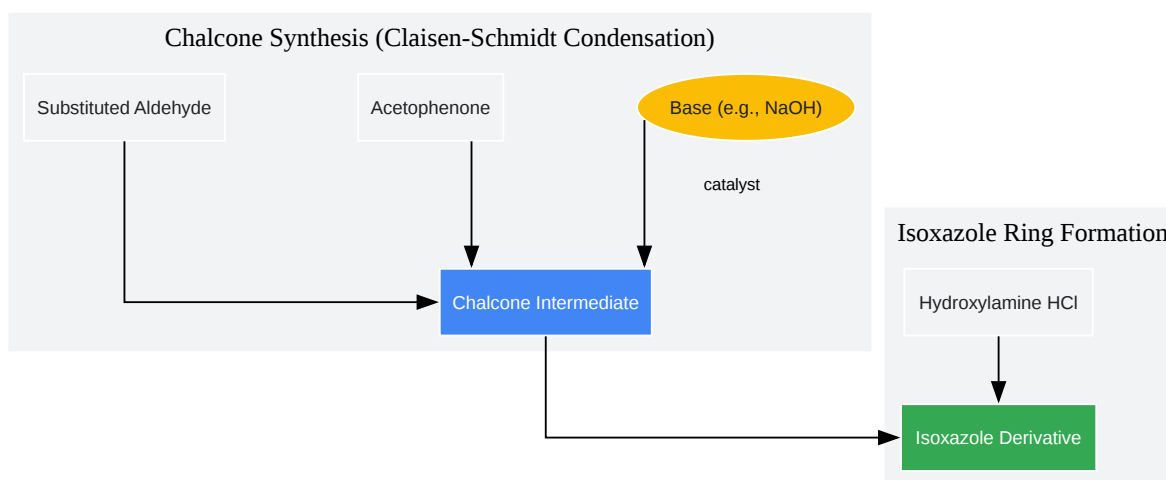 Chalcone Synthesis (Claisen-Schmidt Condensation)
Substituted Aldehyde
Acetophenone
Base (e.g., NaOH)
catalyst
Chalcone Intermediate
Isoxazole Ring Formation
Hydroxylamine HCl
Isoxazole Derivative